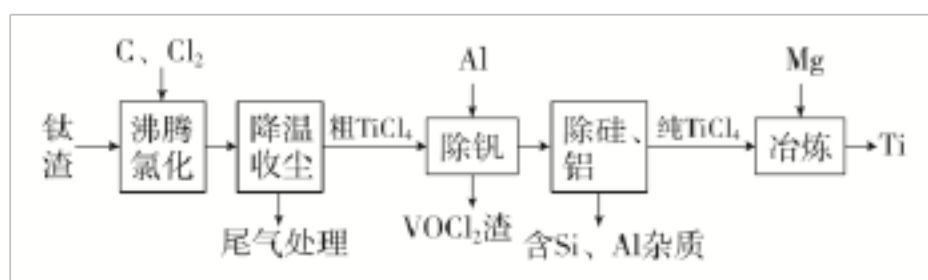 C、Cl₂
Al
Mg
钛渣
沸腾氯化
降温收尘
粗TiCl₄
除钒
除硅、铝
纯TiCl₄
冶炼
Ti
尾气处理
VOCl₂渣
含Si、Al杂质